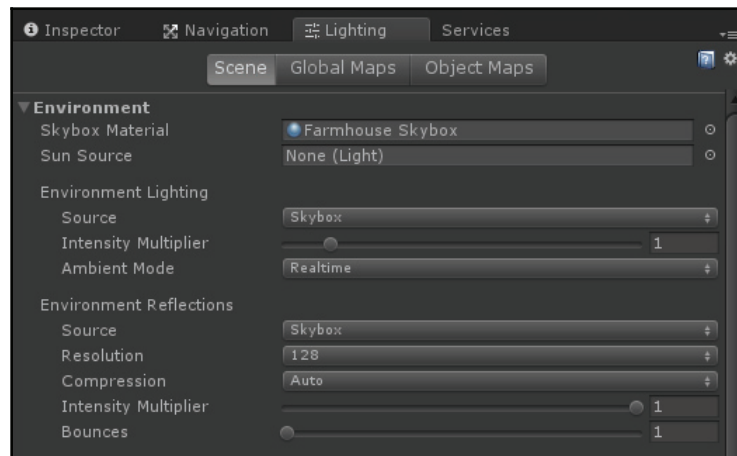 Inspector Navigation Lighting Services
Scene Global Maps Object Maps
Environment
Skybox Material Farmhouse Skybox
Sun Source None (Light)
Environment Lighting
Source Skybox
Intensity Multiplier 1
Ambient Mode Realtime
Environment Reflections
Source Skybox
Resolution 128
Compression Auto
Intensity Multiplier 1
Bounces 1